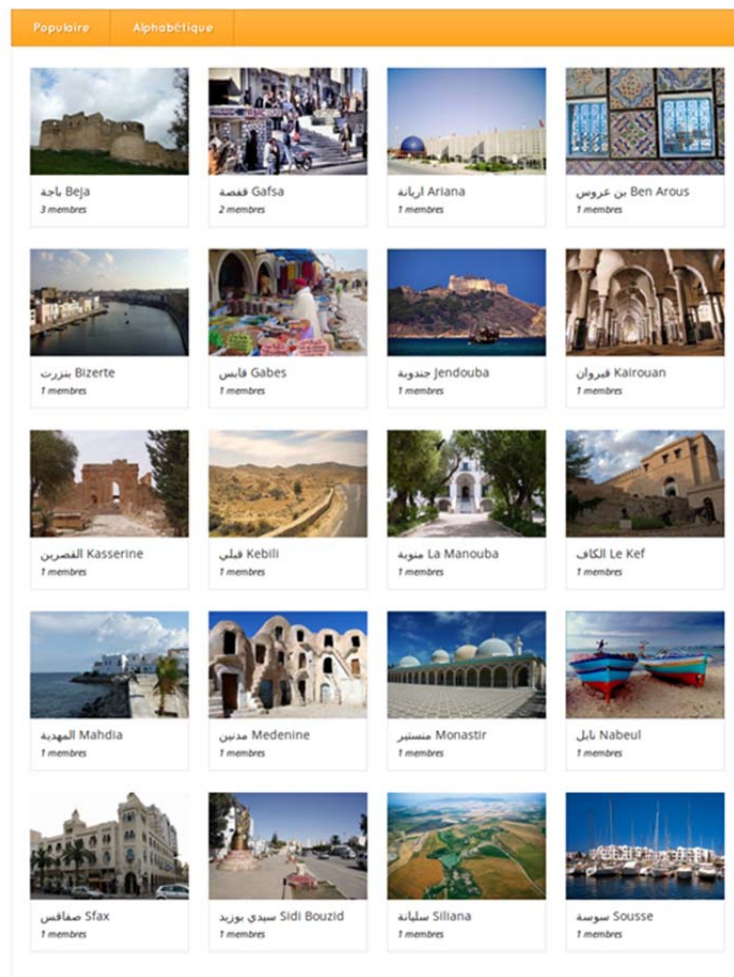 Populaire
Alphabétique
باجة Beja
3 membres
قفصة Gafsa
2 membres
اريانة Ariana
1 membres
بن عروس Ben Arous
1 membres
بنزرت Bizerte
1 membres
قابس Gabes
1 membres
جندوبة Jendouba
1 membres
قيروان Kairouan
1 membres
القصرين Kasserine
1 membres
قبلي Kebili
1 membres
منوبة La Manouba
1 membres
الكاف Le Kef
1 membres
المهدية Mahdia
1 membres
مدنين Medenine
1 membres
منستير Monastir
1 membres
نابل Nabeul
1 membres
صفاقس Sfax
1 membres
سيدي بوزيد Sidi Bouzid
1 membres
سليانة Siliana
1 membres
سوسة Sousse
1 membres